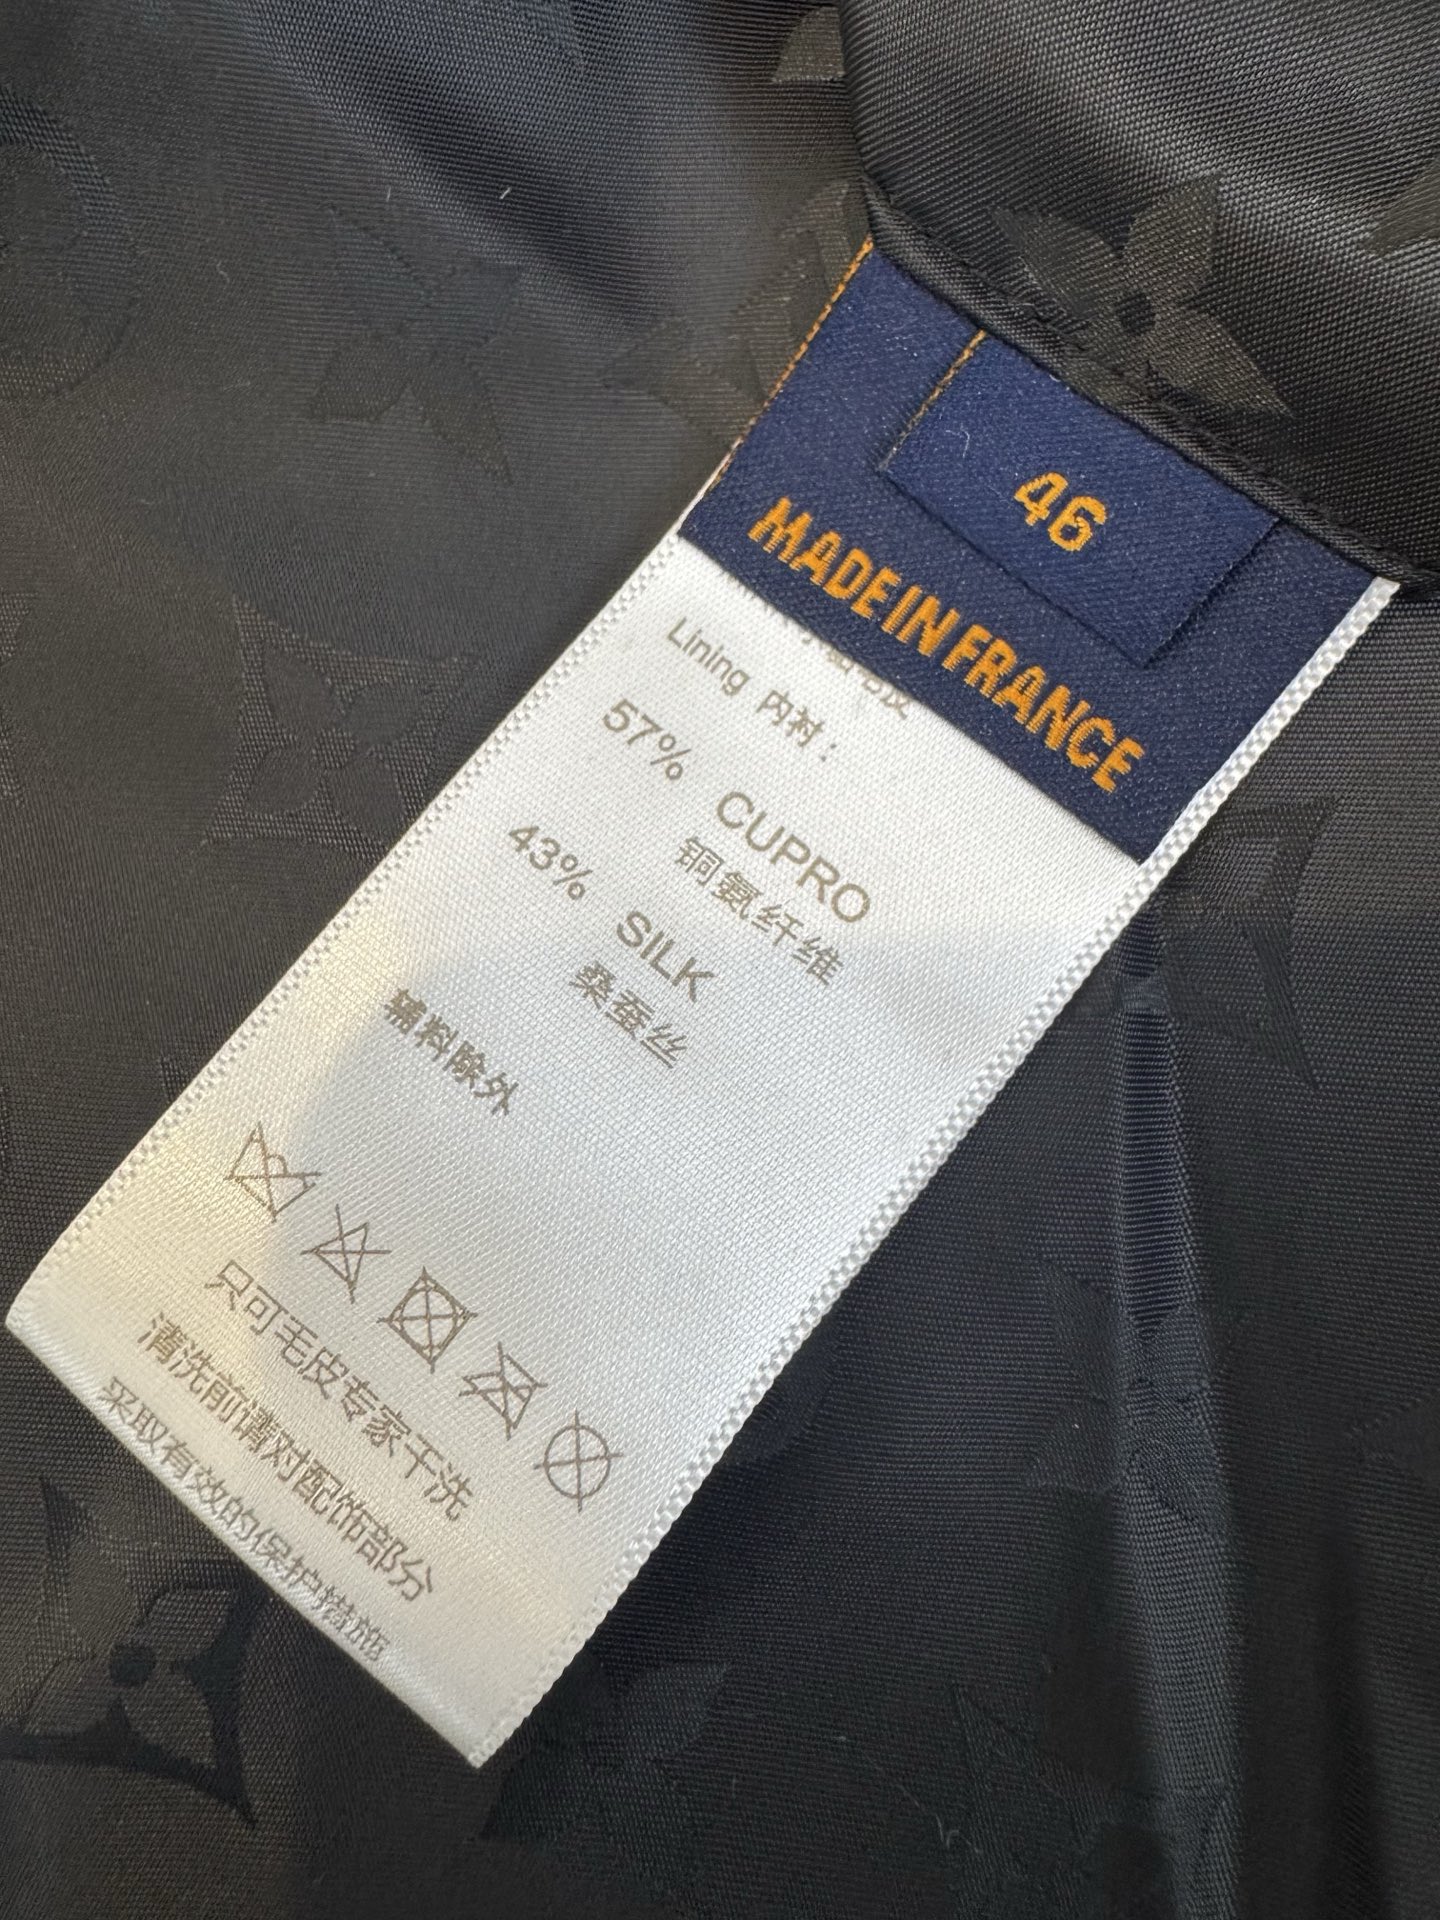 46
MADE IN FRANCE
Lining 内衬：
57% CUPRO
铜氨纤维
43% SILK
桑蚕丝
辅料除外
只可毛皮专家干洗
清洗前请对配饰部分
采取有效的保护措施